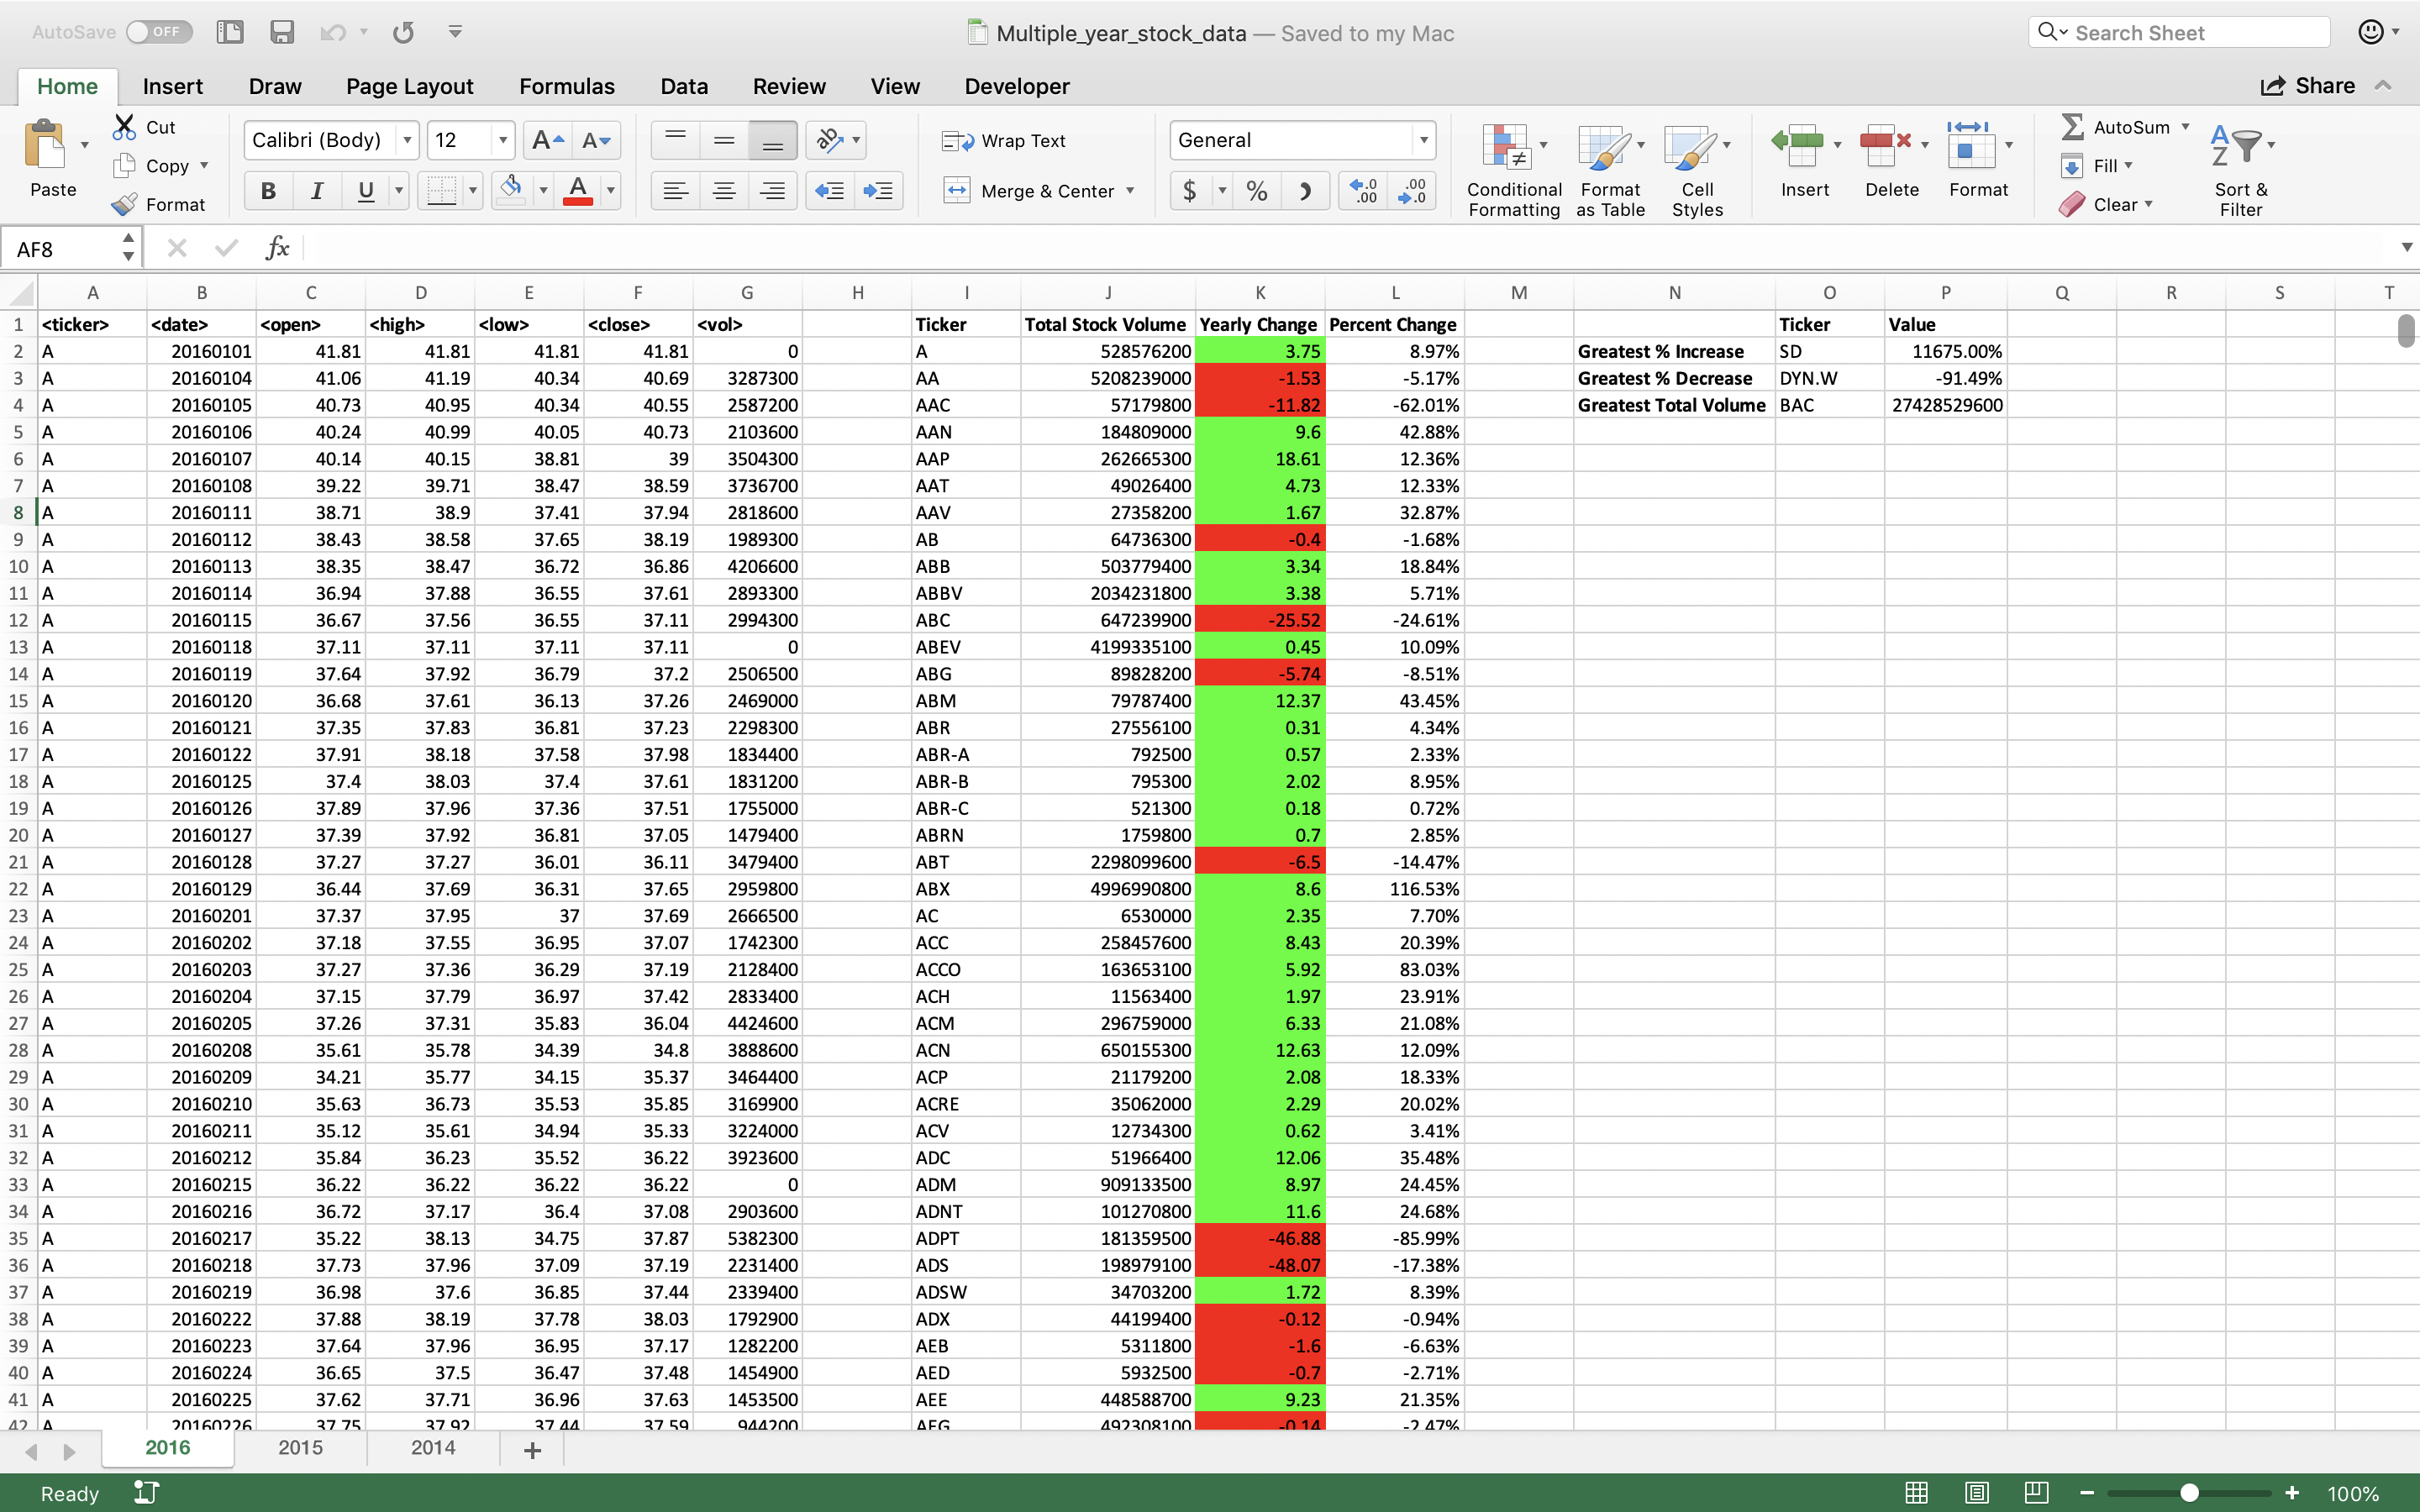 AutoSave OFF Multiple_year_stock_data — Saved to my Mac Search Sheet
Home Insert Draw Page Layout Formulas Data Review View Developer Share
Paste Cut Copy Format
Calibri (Body) 12 A A
B I U A
Wrap Text
Merge & Center
General
$ % .0 .00 .00 .0
Conditional Formatting Format as Table Cell Styles
Insert Delete Format
AutoSum Fill Clear
Sort & Filter
AF8 fx
A B C D E F G H I J K L M N O P Q R S T
1 <ticker> <date> <open> <high> <low> <close> <vol> Ticker Total Stock Volume Yearly Change Percent Change Ticker Value
2 A 20160101 41.81 41.81 41.81 41.81 0 A 528576200 3.75 8.97% Greatest % Increase SD 11675.00%
3 A 20160104 41.06 41.19 40.34 40.69 3287300 AA 5208239000 -1.53 -5.17% Greatest % Decrease DYN.W -91.49%
4 A 20160105 40.73 40.95 40.34 40.55 2587200 AAC 57179800 -11.82 -62.01% Greatest Total Volume BAC 27428529600
5 A 20160106 40.24 40.99 40.05 40.73 2103600 AAN 184809000 9.6 42.88%
6 A 20160107 40.14 40.15 38.81 39 3504300 AAP 262665300 18.61 12.36%
7 A 20160108 39.22 39.71 38.47 38.59 3736700 AAT 49026400 4.73 12.33%
8 A 20160111 38.71 38.9 37.41 37.94 2818600 AAV 27358200 1.67 32.87%
9 A 20160112 38.43 38.58 37.65 38.19 1989300 AB 64736300 -0.4 -1.68%
10 A 20160113 38.35 38.47 36.72 36.86 4206600 ABB 503779400 3.34 18.84%
11 A 20160114 36.94 37.88 36.55 37.61 2893300 ABBV 2034231800 3.38 5.71%
12 A 20160115 36.67 37.56 36.55 37.11 2994300 ABC 647239900 -25.52 -24.61%
13 A 20160118 37.11 37.11 37.11 37.11 0 ABEV 4199335100 0.45 10.09%
14 A 20160119 37.64 37.92 36.79 37.2 2506500 ABG 89828200 -5.74 -8.51%
15 A 20160120 36.68 37.61 36.13 37.26 2469000 ABM 79787400 12.37 43.45%
16 A 20160121 37.35 37.83 36.81 37.23 2298300 ABR 27556100 0.31 4.34%
17 A 20160122 37.91 38.18 37.58 37.98 1834400 ABR-A 792500 0.57 2.33%
18 A 20160125 37.4 38.03 37.4 37.61 1831200 ABR-B 795300 2.02 8.95%
19 A 20160126 37.89 37.96 37.36 37.51 1755000 ABR-C 521300 0.18 0.72%
20 A 20160127 37.39 37.92 36.81 37.05 1479400 ABRN 1759800 0.7 2.85%
21 A 20160128 37.27 37.27 36.01 36.11 3479400 ABT 2298099600 -6.5 -14.47%
22 A 20160129 36.44 37.69 36.31 37.65 2959800 ABX 4996990800 8.6 116.53%
23 A 20160201 37.37 37.95 37 37.69 2666500 AC 6530000 2.35 7.70%
24 A 20160202 37.18 37.55 36.95 37.07 1742300 ACC 258457600 8.43 20.39%
25 A 20160203 37.27 37.36 36.29 37.19 2128400 ACCO 163653100 5.92 83.03%
26 A 20160204 37.15 37.79 36.97 37.42 2833400 ACH 11563400 1.97 23.91%
27 A 20160205 37.26 37.31 35.83 36.04 4424600 ACM 296759000 6.33 21.08%
28 A 20160208 35.61 35.78 34.39 34.8 3888600 ACN 650155300 12.63 12.09%
29 A 20160209 34.21 35.77 34.15 35.37 3464400 ACP 21179200 2.08 18.33%
30 A 20160210 35.63 36.73 35.53 35.85 3169900 ACRE 35062000 2.29 20.02%
31 A 20160211 35.12 35.61 34.94 35.33 3224000 ACV 12734300 0.62 3.41%
32 A 20160212 35.84 36.23 35.52 36.22 3923600 ADC 51966400 12.06 35.48%
33 A 20160215 36.22 36.22 36.22 36.22 0 ADM 909133500 8.97 24.45%
34 A 20160216 36.72 37.17 36.4 37.08 2903600 ADNT 101270800 11.6 24.68%
35 A 20160217 35.22 38.13 34.75 37.87 5382300 ADPT 181359500 -46.88 -85.99%
36 A 20160218 37.73 37.96 37.09 37.19 2231400 ADS 198979100 -48.07 -17.38%
37 A 20160219 36.98 37.6 36.85 37.44 2339400 ADSW 34703200 1.72 8.39%
38 A 20160222 37.88 38.19 37.78 38.03 1792900 ADX 44199400 -0.12 -0.94%
39 A 20160223 37.64 37.96 36.95 37.17 1282200 AEB 5311800 -1.6 -6.63%
40 A 20160224 36.65 37.5 36.47 37.48 1454900 AED 5932500 -0.7 -2.71%
41 A 20160225 37.62 37.71 36.96 37.63 1453500 AEE 448588700 9.23 21.35%
42 A 20160226 37.75 37.92 37.44 37.59 944200 AEG 492308100 -0.14 -2.47%
2016 2015 2014 +
Ready 100%